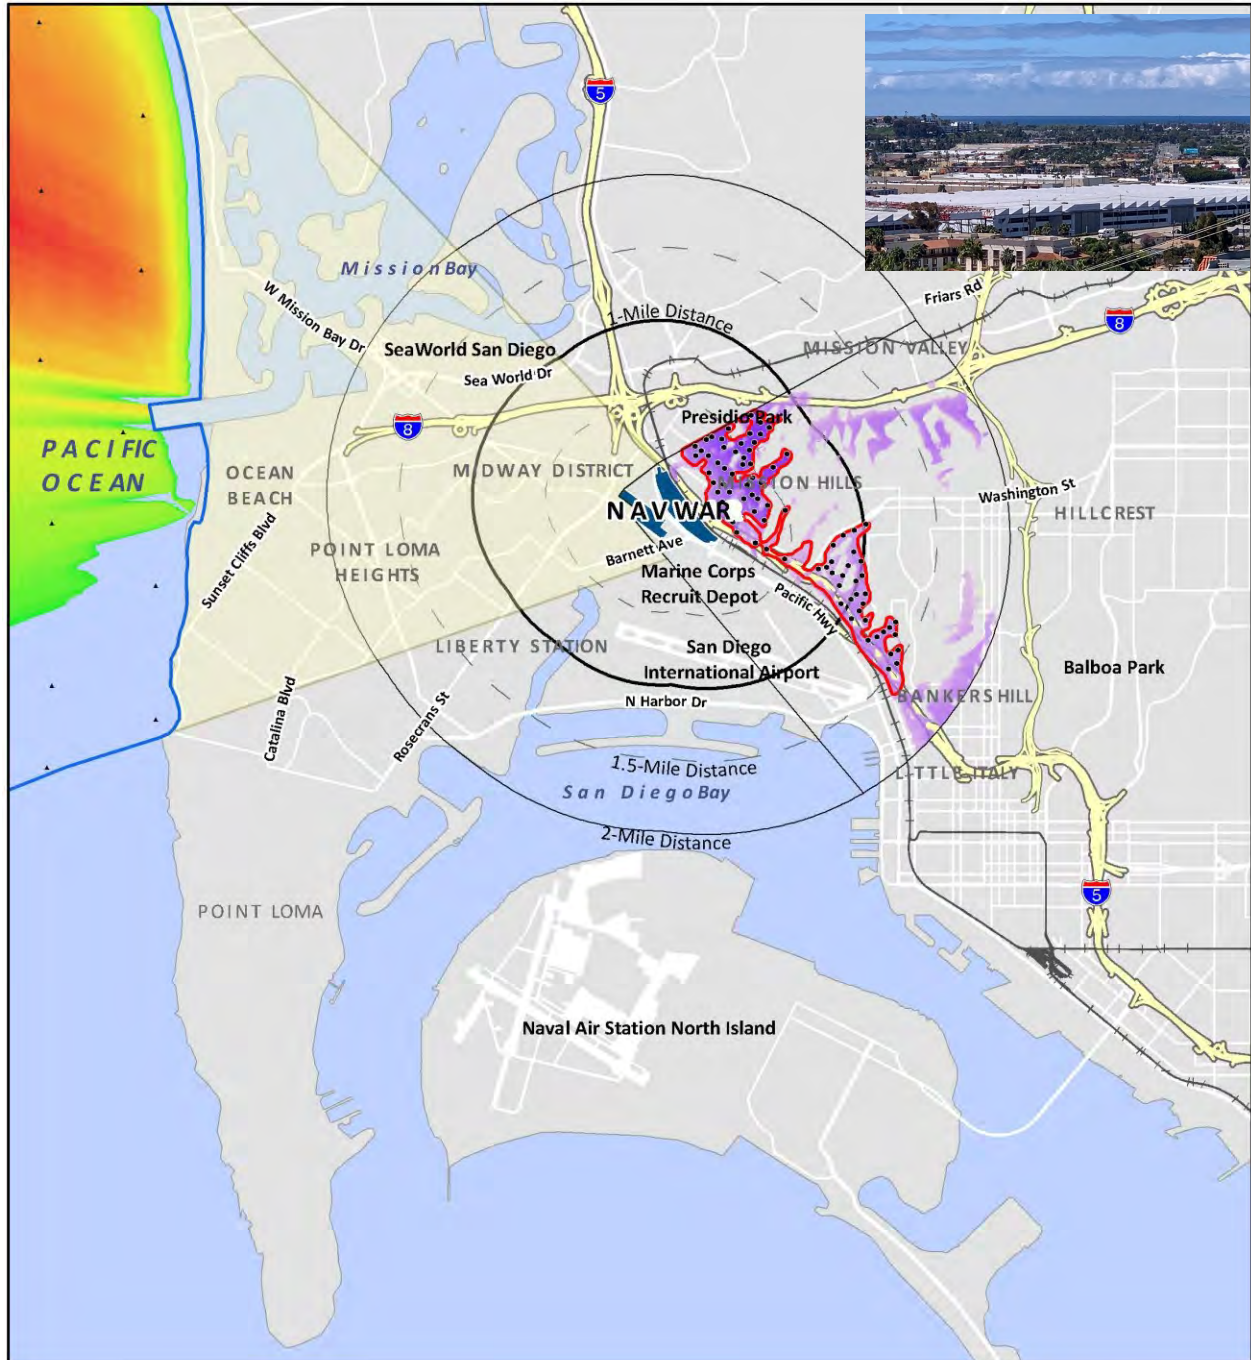 5
Friars Rd
8
Mission Bay
W Mission Bay Dr
1-Mile Distance
MISSION VALLEY
SeaWorld San Diego
Sea World Dr
8
Presidio Park
PACIFIC
OCEAN
OCEAN
BEACH
MIDWAY DISTRICT
MISSION HILLS
Washington St
HILLCREST
NAVWAR
Sunset Cliffs Blvd
POINT LOMA
HEIGHTS
Barnett Ave
Marine Corps
Recruit Depot
Pacific Hwy
LIBERTY STATION
San Diego
International Airport
Balboa Park
BANKERS HILL
N Harbor Dr
Catalina Blvd
Rosecrans St
1.5-Mile Distance
San Diego Bay
LITTLE ITALY
2-Mile Distance
5
POINT LOMA
Naval Air Station North Island